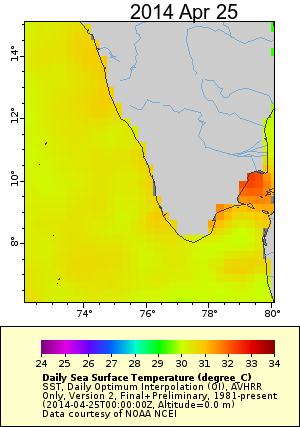 2014 Apr 25
14°
12°
10°
8°
74° 76° 78° 80°
24 25 26 27 28 29 30 31 32 33 34
Daily Sea Surface Temperature (degree_C)
SST, Daily Optimum Interpolation (OI), AVHRR
Only, Version 2, Final+Preliminary, 1981-present
(2014-04-25T00:00:00Z, Altitude=0.0 m)
Data courtesy of NOAA NCEI